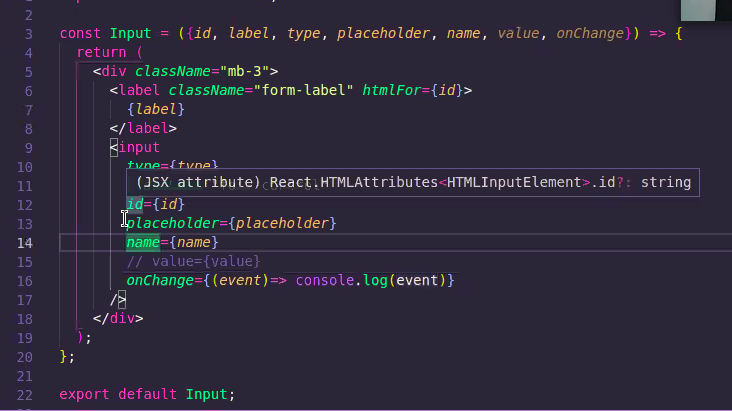 2
3 const Input = ({id, label, type, placeholder, name, value, onChange}) => {
4 return (
5 <div className="mb-3">
6 <label className="form-label" htmlFor={id}>
7 {label}
8 </label>
9 <input
10 type={type}
11 (JSX attribute) React.HTMLAttributes<HTMLInputElement>.id?: string
12 id={id}
13 placeholder={placeholder}
14 name={name}
15 // value={value}
16 onChange={(event)=> console.log(event)}
17 />
18 </div>
19 );
20 };
21
22 export default Input;